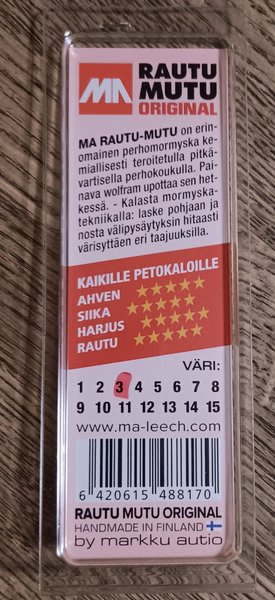 MA RAUTU
MUTU
ORIGINAL
MA RAUTU-MUTU on erin-
omainen perhomormyska ke-
miallisesti teroitetulla pitkä-
vartisella perhokoukulla. Pai-
nava wolfram upottaa sen het-
kessä. - Kalasta mormyska-
tekniikalla: laske pohjaan ja
nosta välipysäytyksin hitaasti
värisyttäen eri taajuuksilla.
KAIKILLE PETOKALOILLE
AHVEN ★★★★★
SIIKA ★★★★
HARJUS ★★★★★
RAUTU ★★★★★
VÄRI:
1 2 3 4 5 6 7 8
9 10 11 12 13 14 15
www.ma-leech.com
6 420615 488170
RAUTU MUTU ORIGINAL
HANDMADE IN FINLAND
by markku autio